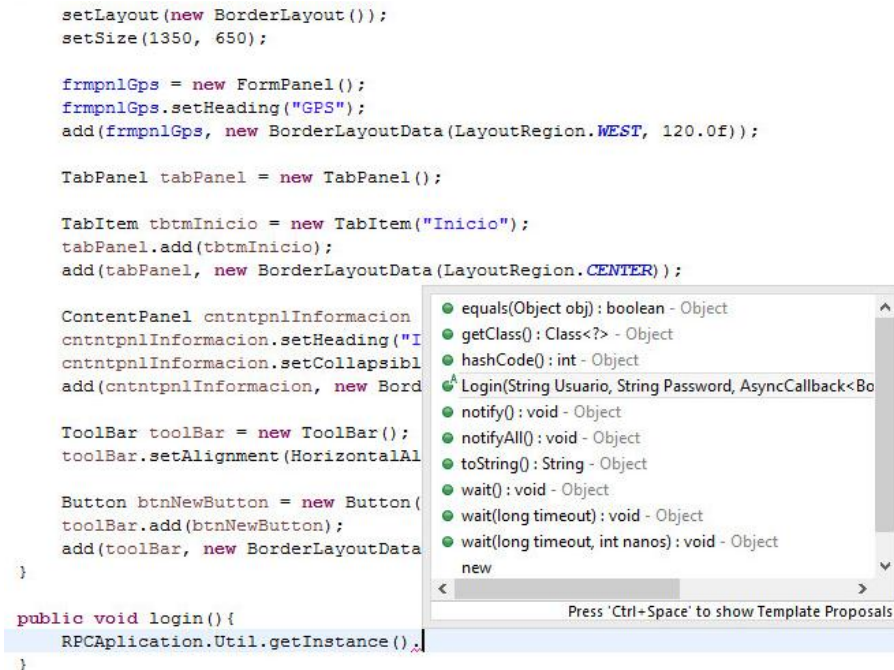 setLayout(new BorderLayout());
setSize(1350, 650);
frmpnlGps = new FormPanel();
frmpnlGps.setHeading("GPS");
add(frmpnlGps, new BorderLayoutData(LayoutRegion.WEST, 120.0f));
TabPanel tabPanel = new TabPanel();
TabItem tbtmInicio = new TabItem("Inicio");
tabPanel.add(tbtmInicio);
add(tabPanel, new BorderLayoutData(LayoutRegion.CENTER));
ContentPanel cntntpnlInformacion
cntntpnlInformacion.setHeading("I
cntntpnlInformacion.setCollapsibl
add(cntntpnlInformacion, new Bord
ToolBar toolBar = new ToolBar();
toolBar.setAlignment(HorizontalAl
Button btnNewButton = new Button(
toolBar.add(btnNewButton);
add(toolBar, new BorderLayoutData
}
public void login(){
RPCAplication.Util.getInstance().
}
equals(Object obj) : boolean - Object
getClass() : Class<?> - Object
hashCode() : int - Object
Login(String Usuario, String Password, AsyncCallback<Bo
notify() : void - Object
notifyAll() : void - Object
toString() : String - Object
wait() : void - Object
wait(long timeout) : void - Object
wait(long timeout, int nanos) : void - Object
new
Press 'Ctrl+Space' to show Template Proposals